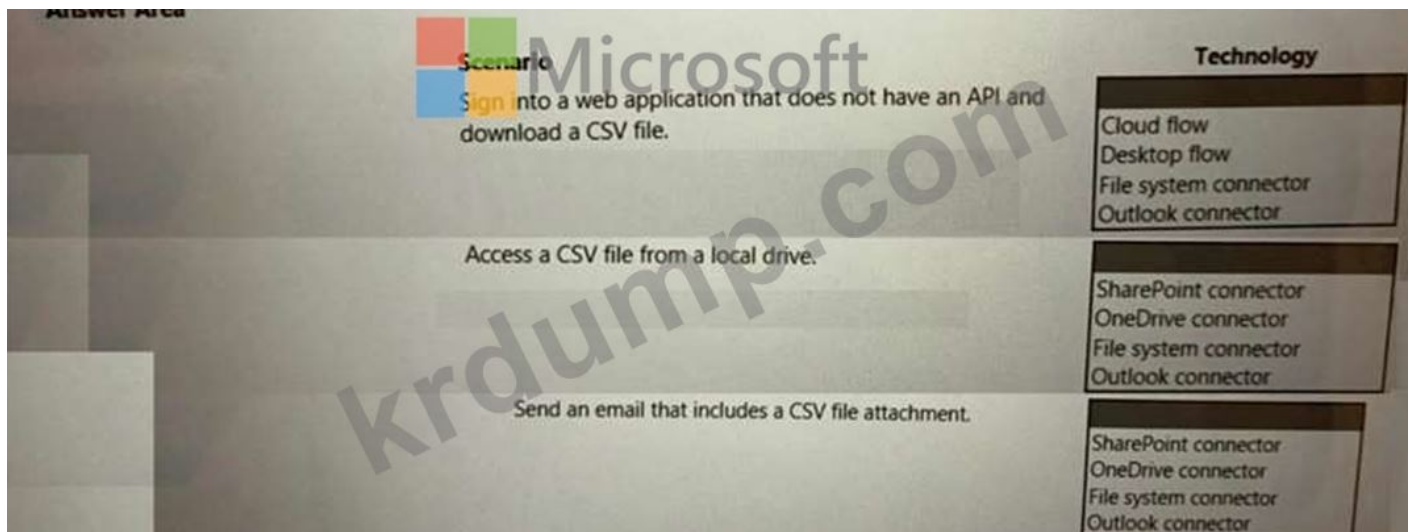 Answer Area
Microsoft
Scenario
Technology
Sign into a web application that does not have an API and
download a CSV file.
Cloud flow
Desktop flow
File system connector
Outlook connector
Access a CSV file from a local drive.
SharePoint connector
OneDrive connector
File system connector
Outlook connector
Send an email that includes a CSV file attachment.
SharePoint connector
OneDrive connector
File system connector
Outlook connector
krdump.com